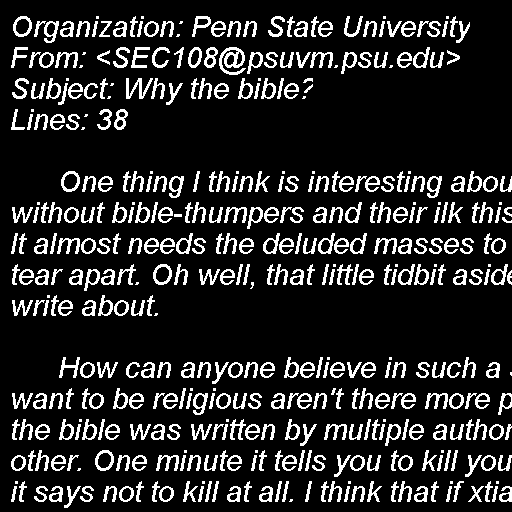 Organization: Penn State University
From: <SEC108@psuvm.psu.edu>
Subject: Why the bible?
Lines: 38
One thing I think is interesting abou
without bible-thumpers and their ilk this
It almost needs the deluded masses to
tear apart. Oh well, that little tidbit aside
write about.
How can anyone believe in such a
want to be religious aren't there more p
the bible was written by multiple author
other. One minute it tells you to kill you
it says not to kill at all. I think that if xtia